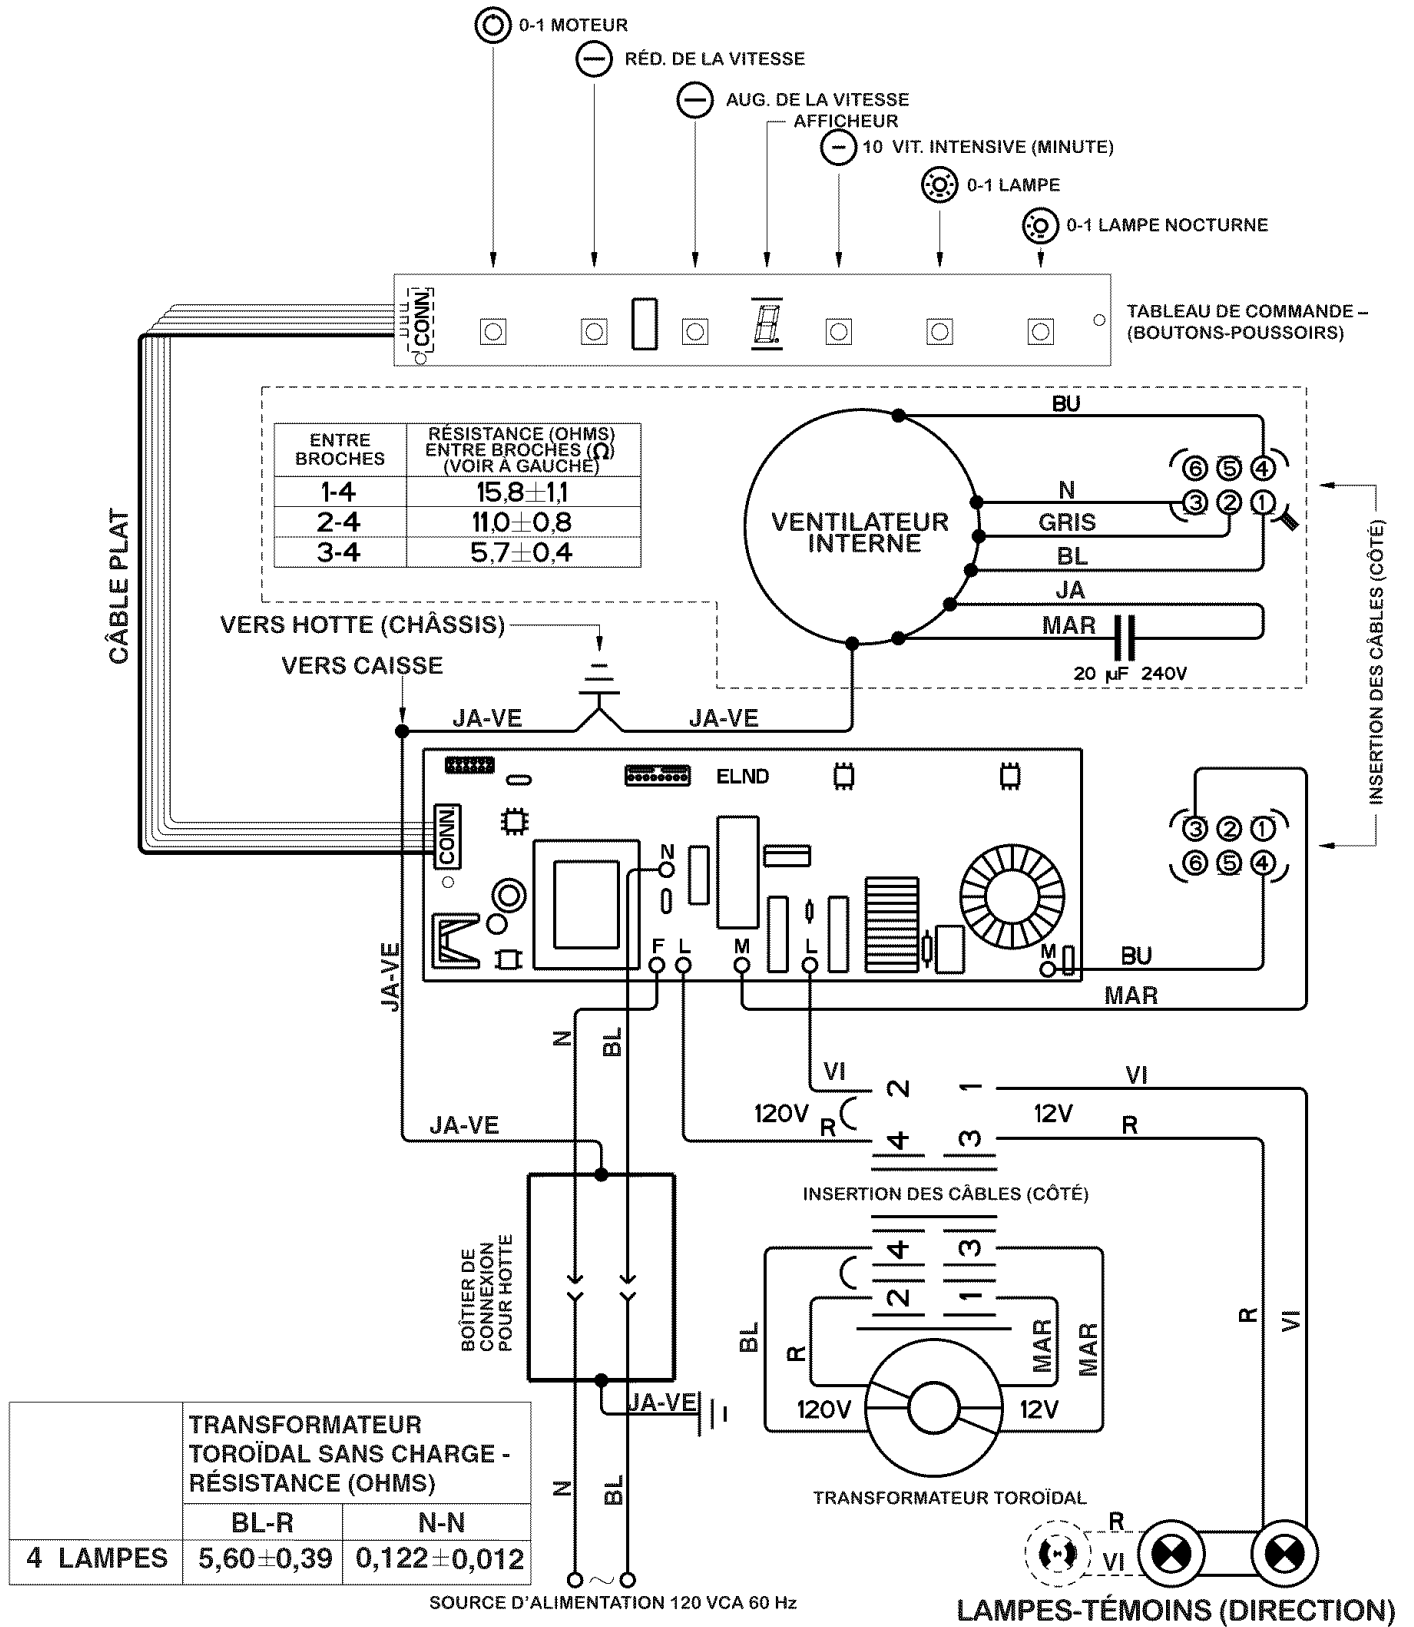 0-1 MOTEUR
RÉD. DE LA VITESSE
AUG. DE LA VITESSE
AFFICHEUR
10 VIT. INTENSIVE (MINUTE)
0-1 LAMPE
0-1 LAMPE NOCTURNE
CONN.
TABLEAU DE COMMANDE –
(BOUTONS-POUSSOIRS)
CÂBLE PLAT
ENTRE
BROCHES
RÉSISTANCE (OHMS)
ENTRE BROCHES (Ω)
(VOIR À GAUCHE)
1-4 15,8±1,1
2-4 11,0±0,8
3-4 5,7±0,4
VENTILATEUR
INTERNE
BU
N
GRIS
BL
JA
MAR
20 µF 240V
6 5 4
3 2 1
INSERTION DES CÂBLES (CÔTÉ)
VERS HOTTE (CHÂSSIS)
VERS CAISSE
JA-VE
JA-VE
ELND
CONN.
N
F L M L M
3 2 1
6 5 4
BU
MAR
JA-VE
N
BL
VI
2 1
VI
120V
12V
R
4 3
R
JA-VE
INSERTION DES CÂBLES (CÔTÉ)
4 3
2 1
BOÎTIER DE
CONNEXION
POUR HOTTE
BL
R
MAR
MAR
R
VI
120V
12V
TRANSFORMATEUR TOROÏDAL
JA-VE
N
BL
TRANSFORMATEUR
TOROÏDAL SANS CHARGE -
RÉSISTANCE (OHMS)
BL-R N-N
4 LAMPES 5,60±0,39 0,122±0,012
SOURCE D'ALIMENTATION 120 VCA 60 Hz
R
VI
LAMPES-TÉMOINS (DIRECTION)